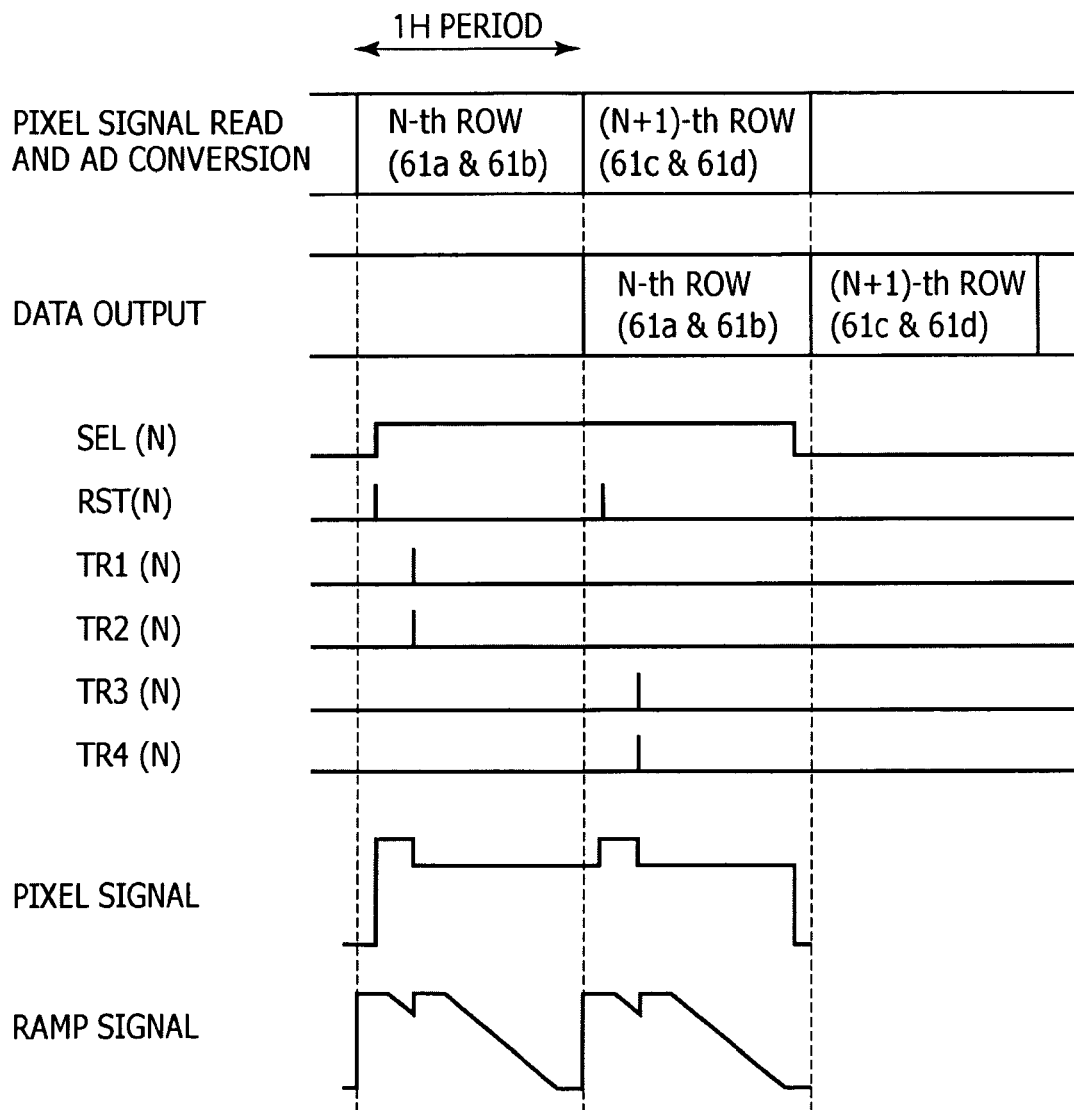 1H PERIOD
PIXEL SIGNAL READ
AND AD CONVERSION
N-th ROW
(61a & 61b)
(N+1)-th ROW
(61c & 61d)
DATA OUTPUT
N-th ROW
(61a & 61b)
(N+1)-th ROW
(61c & 61d)
SEL (N)
RST(N)
TR1 (N)
TR2 (N)
TR3 (N)
TR4 (N)
PIXEL SIGNAL
RAMP SIGNAL